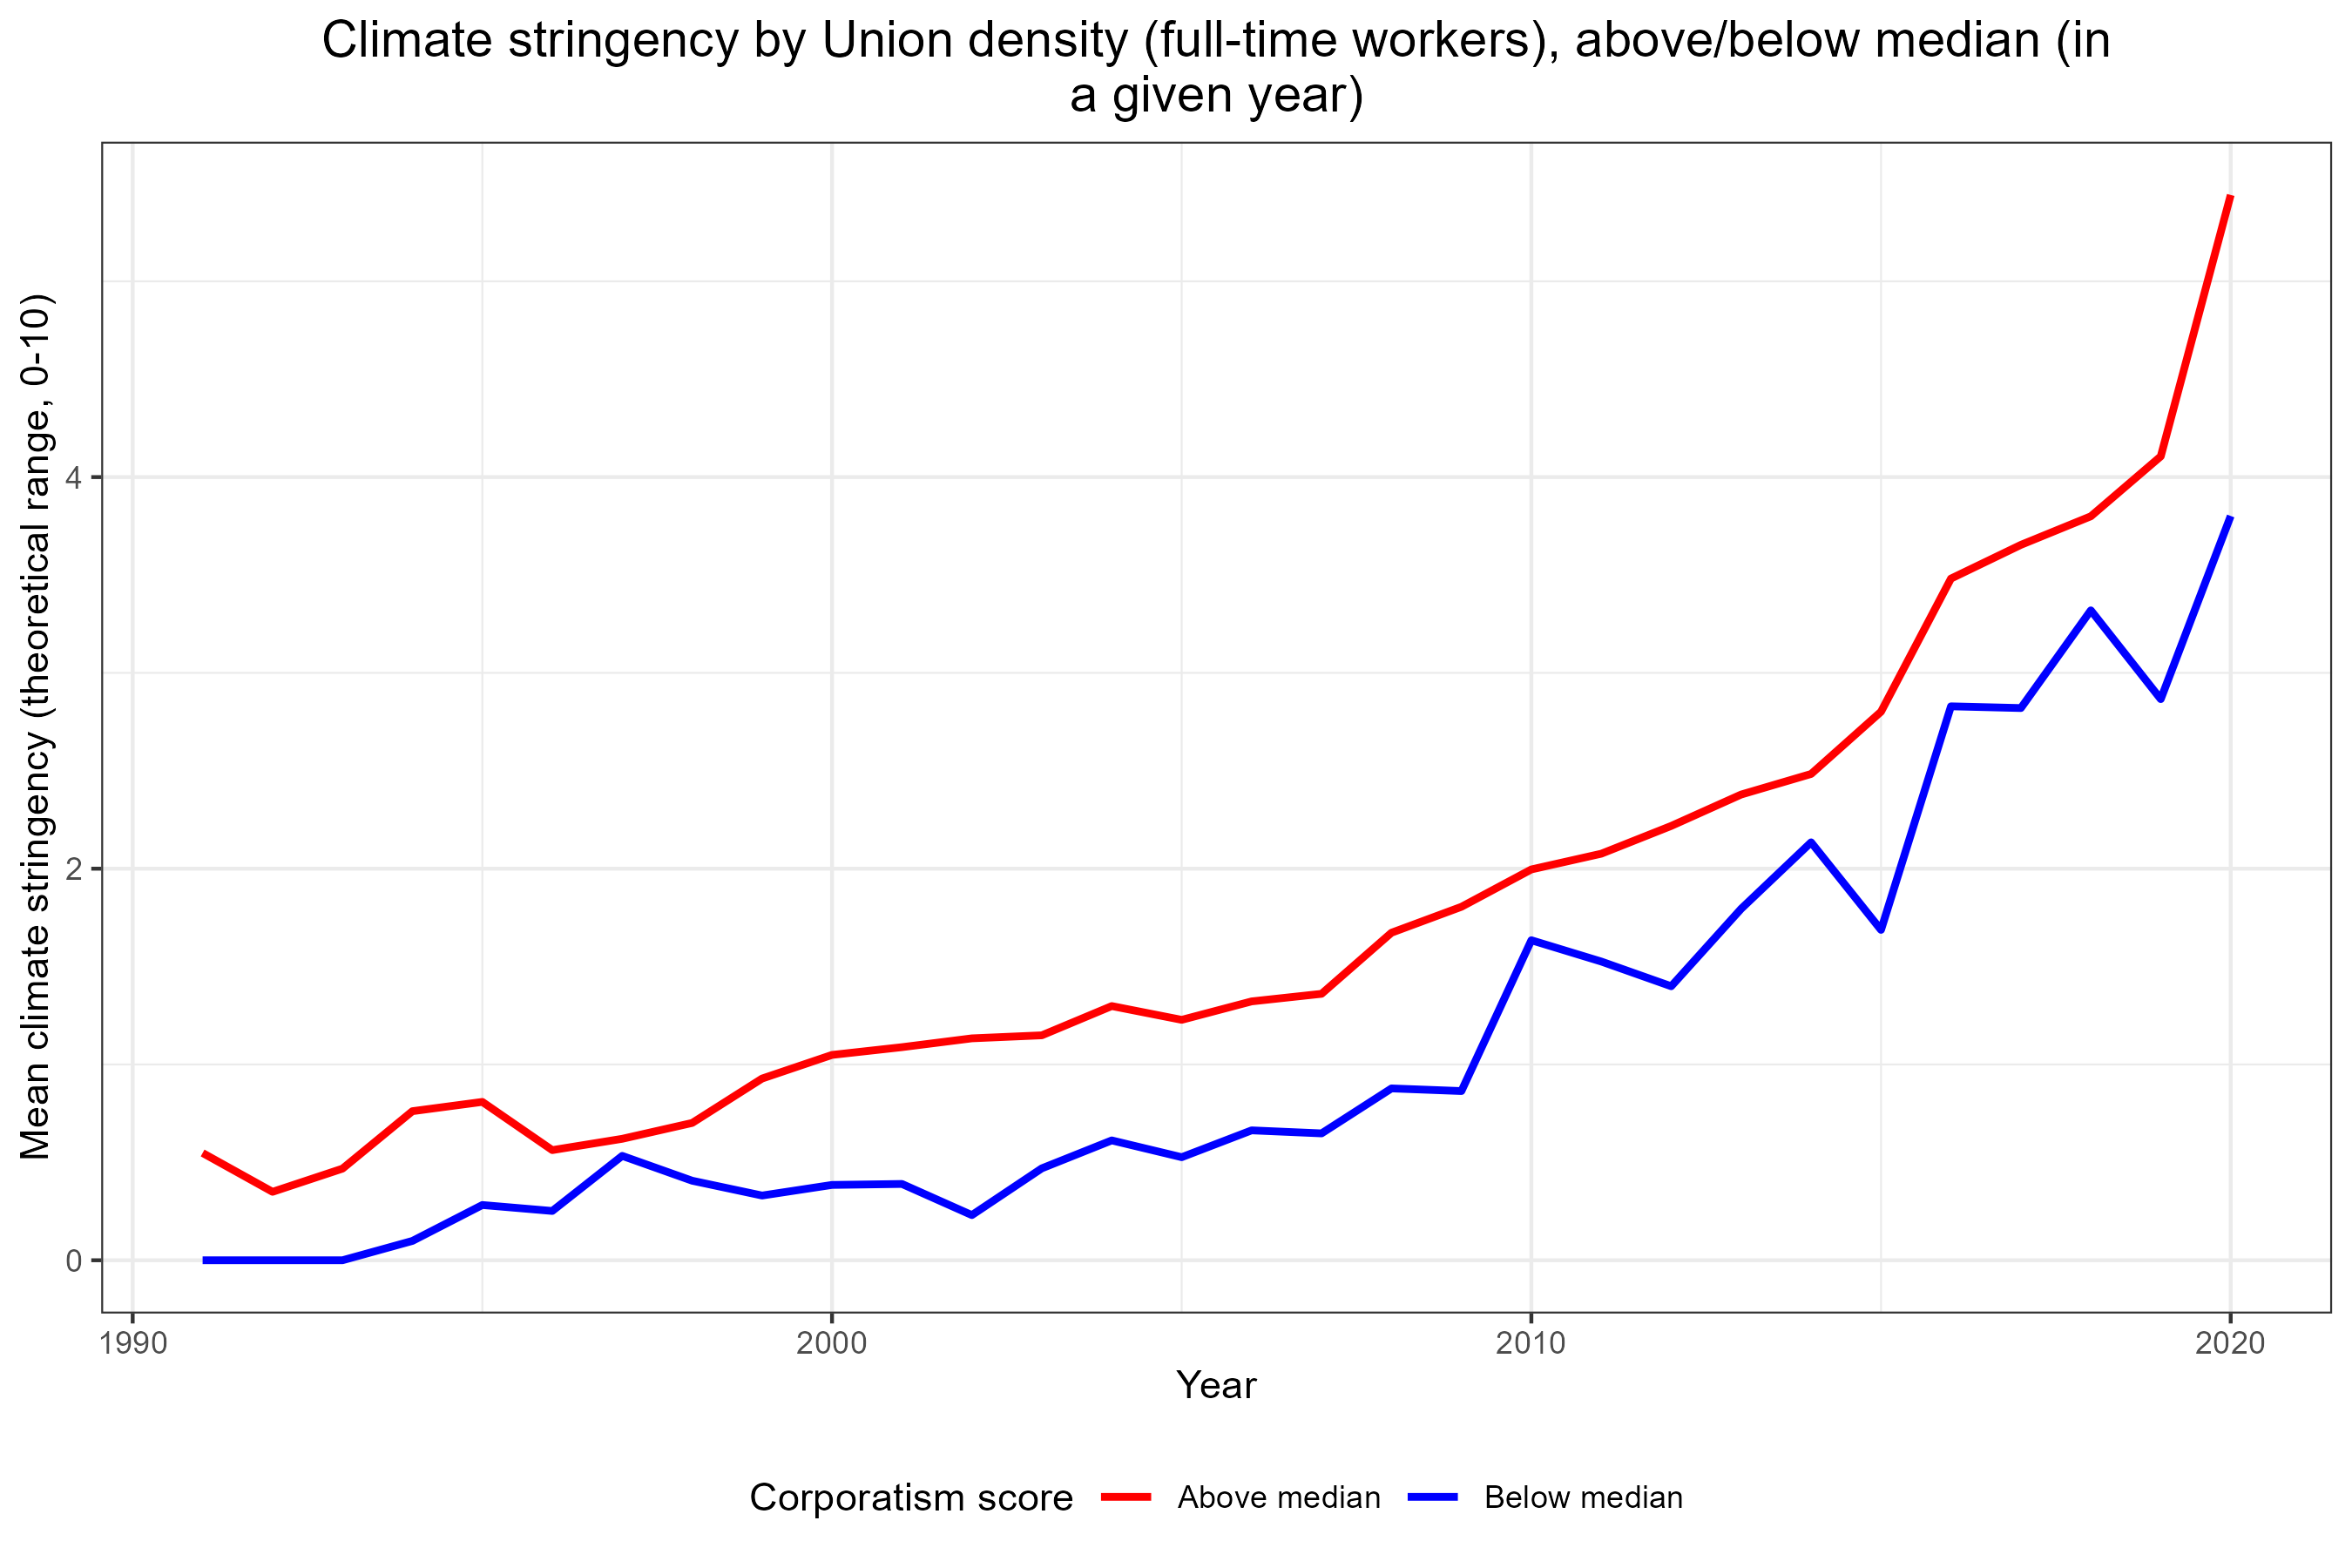 Climate stringency by Union density (full-time workers), above/below median (in
a given year)
Mean climate stringency (theoretical range, 0-10)
4
2
0
1990
2000
2010
2020
Year
Corporatism score
Above median
Below median